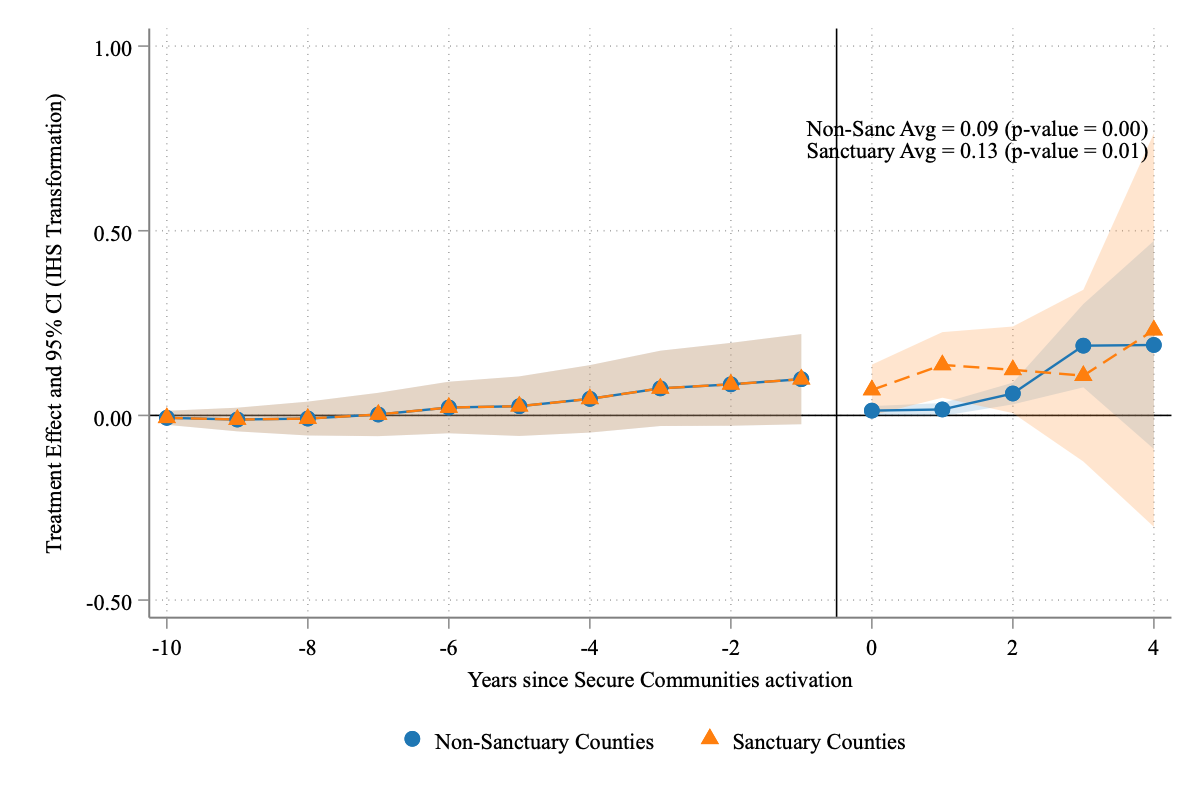 1.00
0.50
0.00
-0.50
Treatment Effect and 95% CI (IHS Transformation)
Non-Sanc Avg = 0.09 (p-value = 0.00)
Sanctuary Avg = 0.13 (p-value = 0.01)
-10 -8 -6 -4 -2 0 2 4
Years since Secure Communities activation
Non-Sanctuary Counties Sanctuary Counties